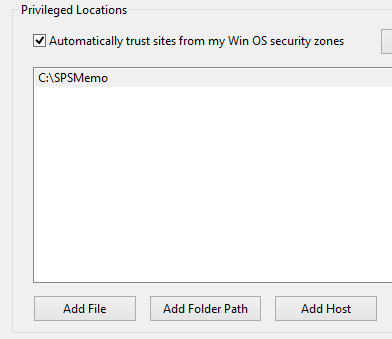 Privileged Locations
Automatically trust sites from my Win OS security zones
C:\SPSMemo
Add File
Add Folder Path
Add Host